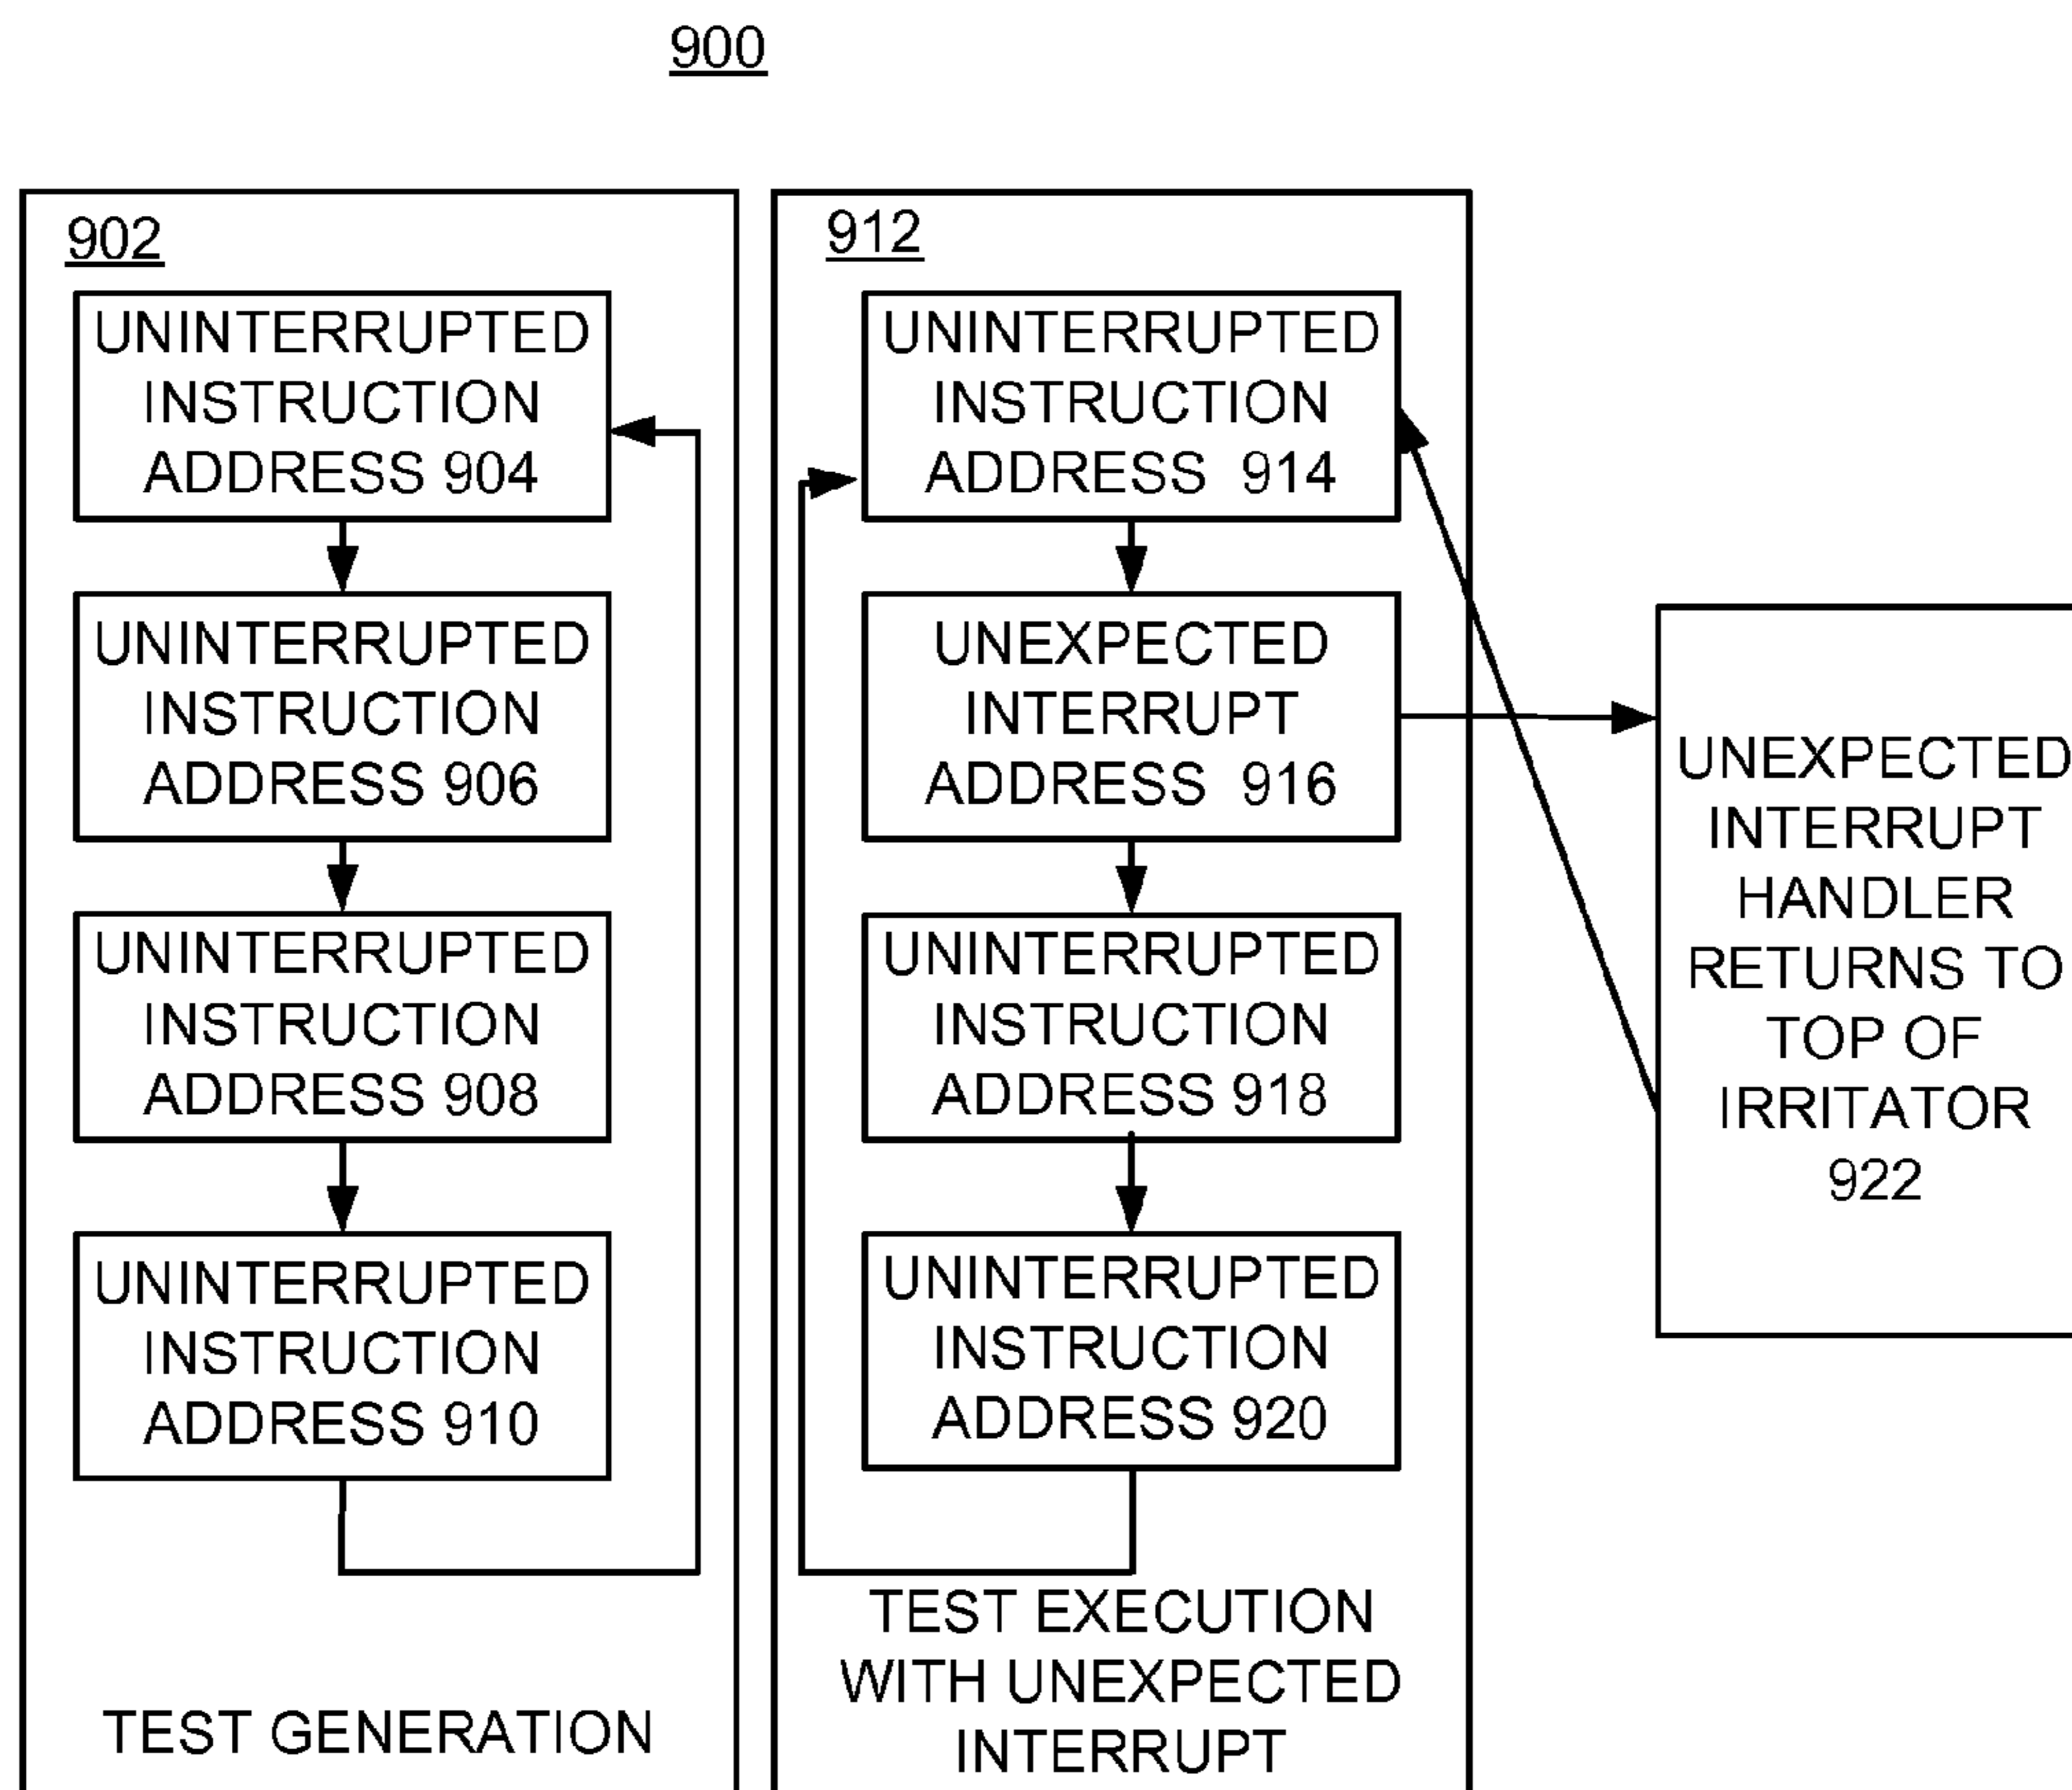 900
902
UNINTERRUPTED
INSTRUCTION
ADDRESS 904
UNINTERRUPTED
INSTRUCTION
ADDRESS 906
UNINTERRUPTED
INSTRUCTION
ADDRESS 908
UNINTERRUPTED
INSTRUCTION
ADDRESS 910
TEST GENERATION
912
UNINTERRUPTED
INSTRUCTION
ADDRESS 914
UNEXPECTED
INTERRUPT
ADDRESS 916
UNINTERRUPTED
INSTRUCTION
ADDRESS 918
UNINTERRUPTED
INSTRUCTION
ADDRESS 920
TEST EXECUTION
WITH UNEXPECTED
INTERRUPT
UNEXPECTED
INTERRUPT
HANDLER
RETURNS TO
TOP OF
IRRITATOR
922